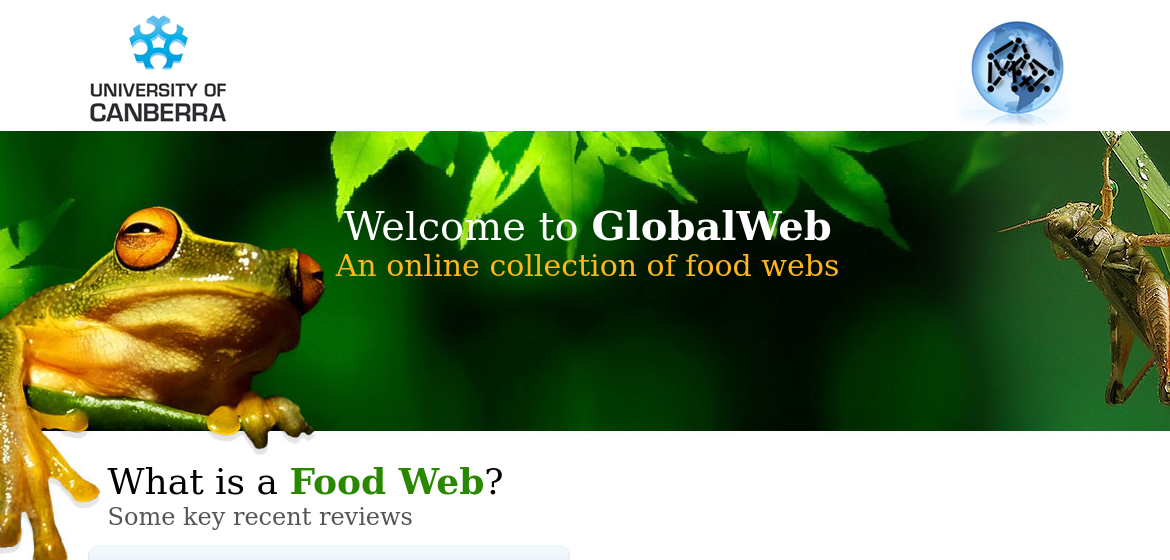 UNIVERSITY OF
CANBERRA
Welcome to GlobalWeb
An online collection of food webs
What is a Food Web?
Some key recent reviews